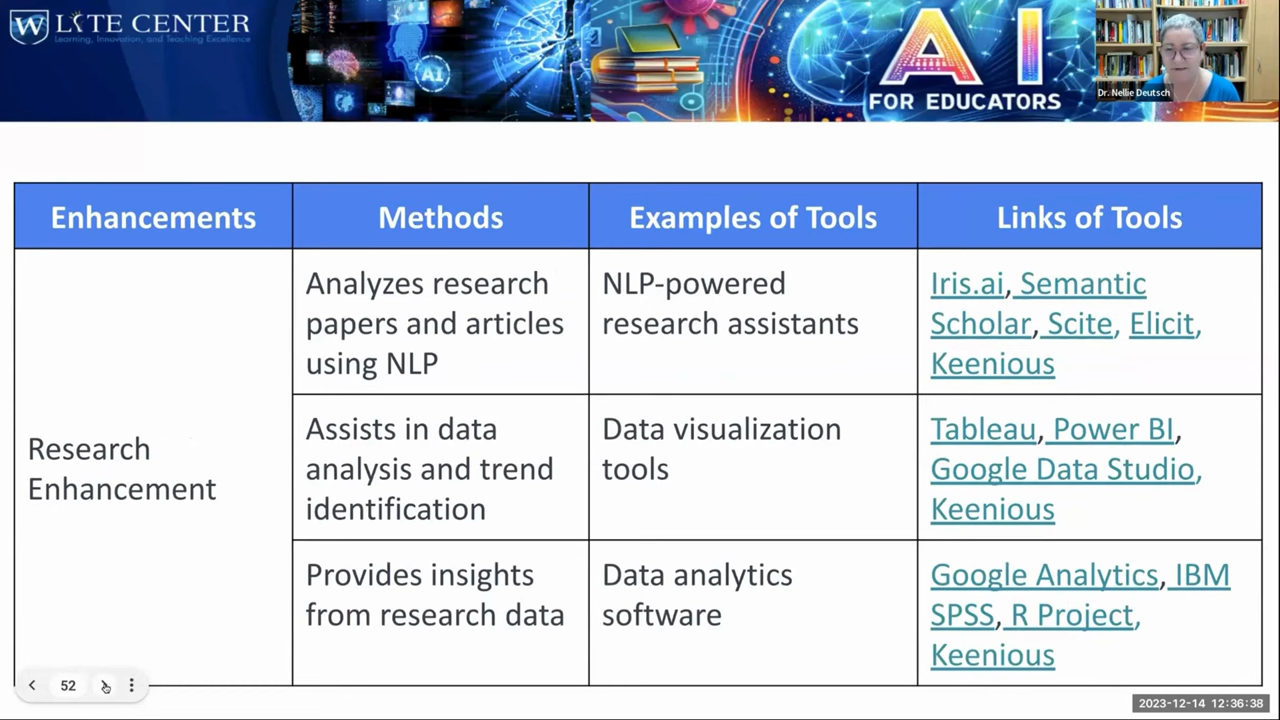 W LITE CENTER
Learning, Innovation, and Teaching Excellence
AI
AI
FOR EDUCATORS
Dr. Nellie Deutsch
Enhancements
Methods
Examples of Tools
Links of Tools
Research
Enhancement
Analyzes research
papers and articles
using NLP
NLP-powered
research assistants
Iris.ai, Semantic
Scholar, Scite, Elicit,
Keenious
Assists in data
analysis and trend
identification
Data visualization
tools
Tableau, Power BI,
Google Data Studio,
Keenious
Provides insights
from research data
Data analytics
software
Google Analytics, IBM
SPSS, R Project,
Keenious
52
2023-12-14 12:36:38